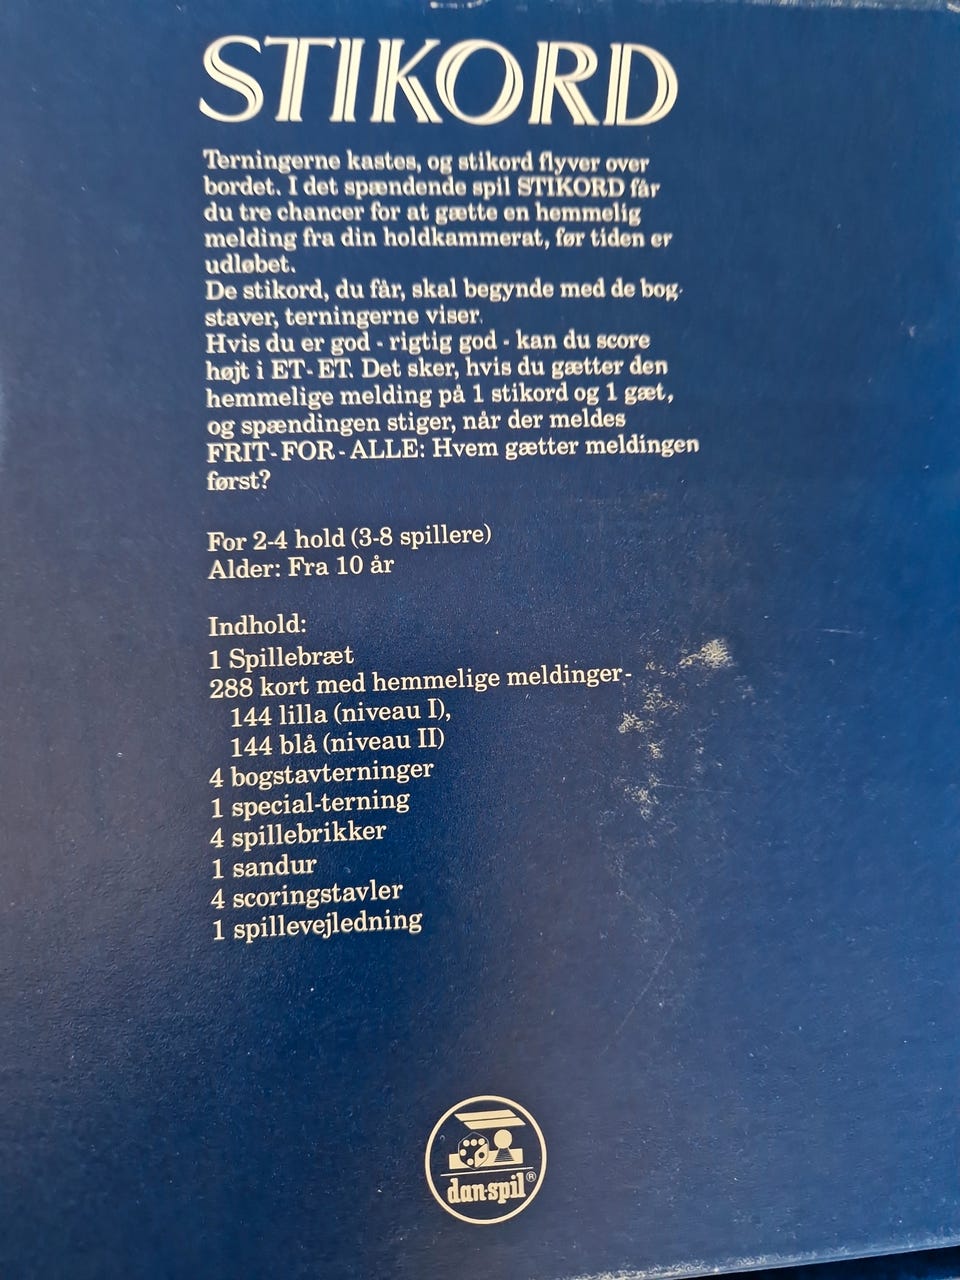 STIKORD
Terningerne kastes, og stikord flyver over
bordet. I det spændende spil STIKORD får
du tre chancer for at gætte en hemmelig
melding fra din holdkammerat, før tiden er
udløbet.
De stikord, du får, skal begynde med de bog-
staver, terningerne viser.
Hvis du er god - rigtig god - kan du score
højt i ET-ET. Det sker, hvis du gætter den
hemmelige melding på 1 stikord og 1 gæt,
og spændingen stiger, når der meldes
FRIT-FOR-ALLE: Hvem gætter meldingen
først?
For 2-4 hold (3-8 spillere)
Alder: Fra 10 år
Indhold:
1 Spillebræt
288 kort med hemmelige meldinger-
144 lilla (niveau I),
144 blå (niveau II)
4 bogstavterninger
1 special-terning
4 spillebrikker
1 sandur
4 scoringstavler
1 spillevejledning
dan-spil®